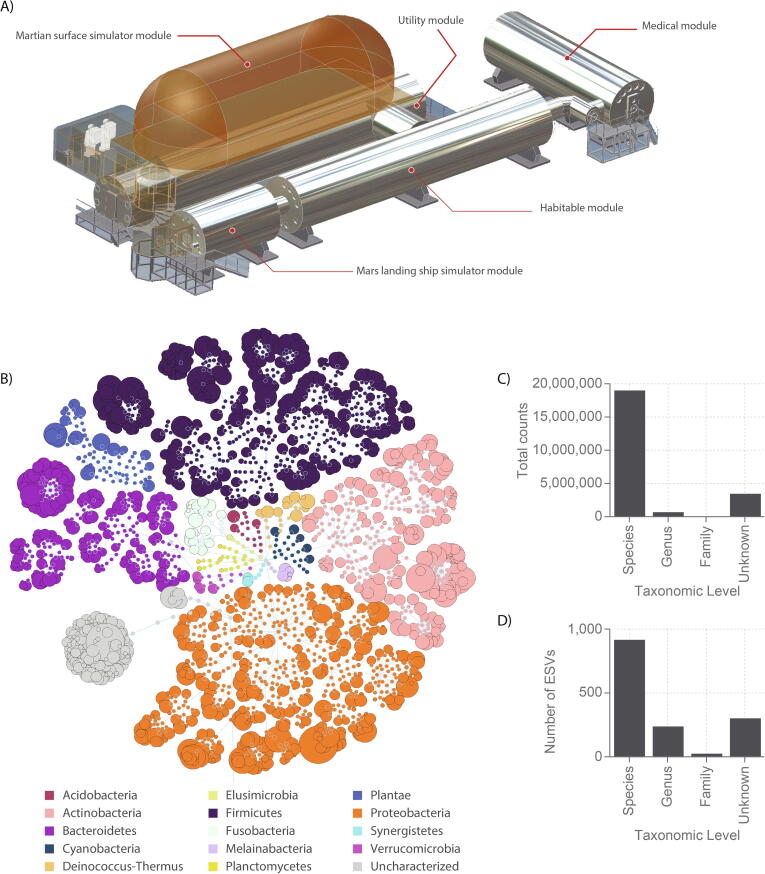 A)
Martian surface simulator module
Utility module
Medical module
Habitable module
Mars landing ship simulator module
B)
Acidobacteria
Actinobacteria
Bacteroidetes
Cyanobacteria
Deinococcus-Thermus
Elusimicrobia
Firmicutes
Fusobacteria
Melainabacteria
Planctomycetes
Plantae
Proteobacteria
Synergistetes
Verrucomicrobia
Uncharacterized
C)
Total counts
20,000,000
15,000,000
10,000,000
5,000,000
0
Species
Genus
Family
Unknown
Taxonomic Level
D)
Number of ESVs
1,000
500
0
Species
Genus
Family
Unknown
Taxonomic Level